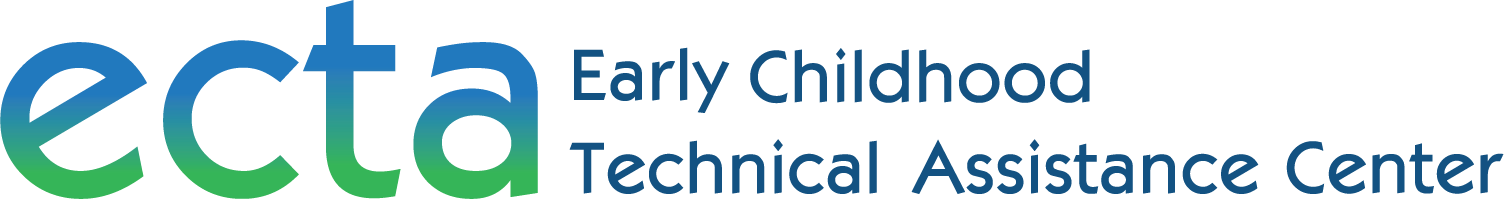 ecta
Early Childhood
Technical Assistance Center